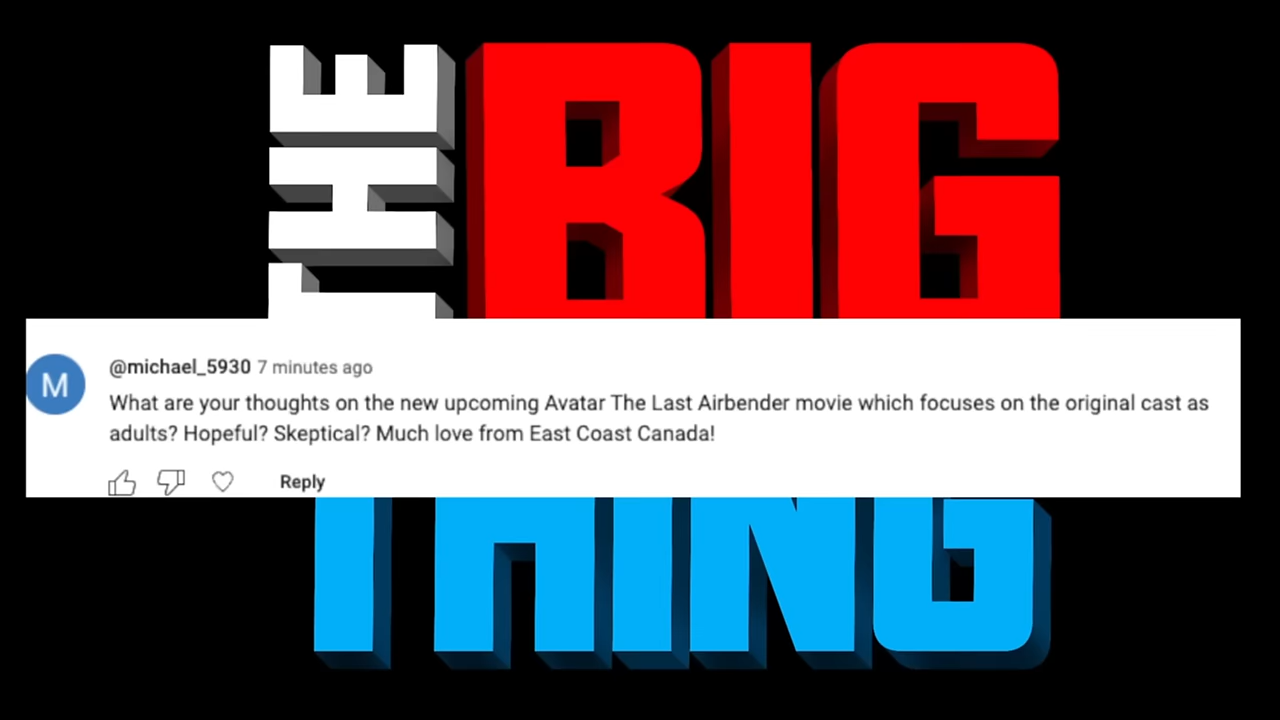 THE
BIG
@michael_5930 7 minutes ago
What are your thoughts on the new upcoming Avatar The Last Airbender movie which focuses on the original cast as
adults? Hopeful? Skeptical? Much love from East Coast Canada!
Reply
THING
M